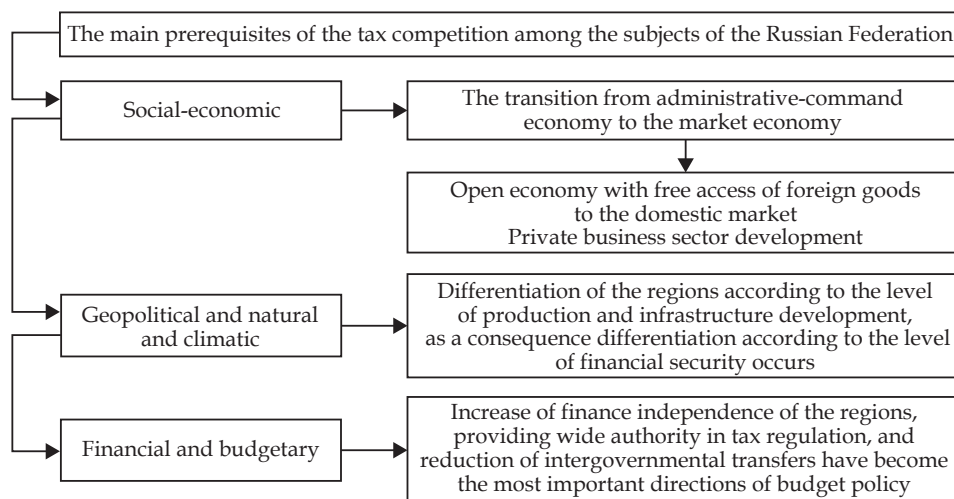 The main prerequisites of the tax competition among the subjects of the Russian Federation
Social-economic
The transition from administrative-command
economy to the market economy
Open economy with free access of foreign goods
to the domestic market
Private business sector development
Geopolitical and natural
and climatic
Differentiation of the regions according to the level
of production and infrastructure development,
as a consequence differentiation according to the level
of financial security occurs
Financial and budgetary
Increase of finance independence of the regions,
providing wide authority in tax regulation, and
reduction of intergovernmental transfers have become
the most important directions of budget policy